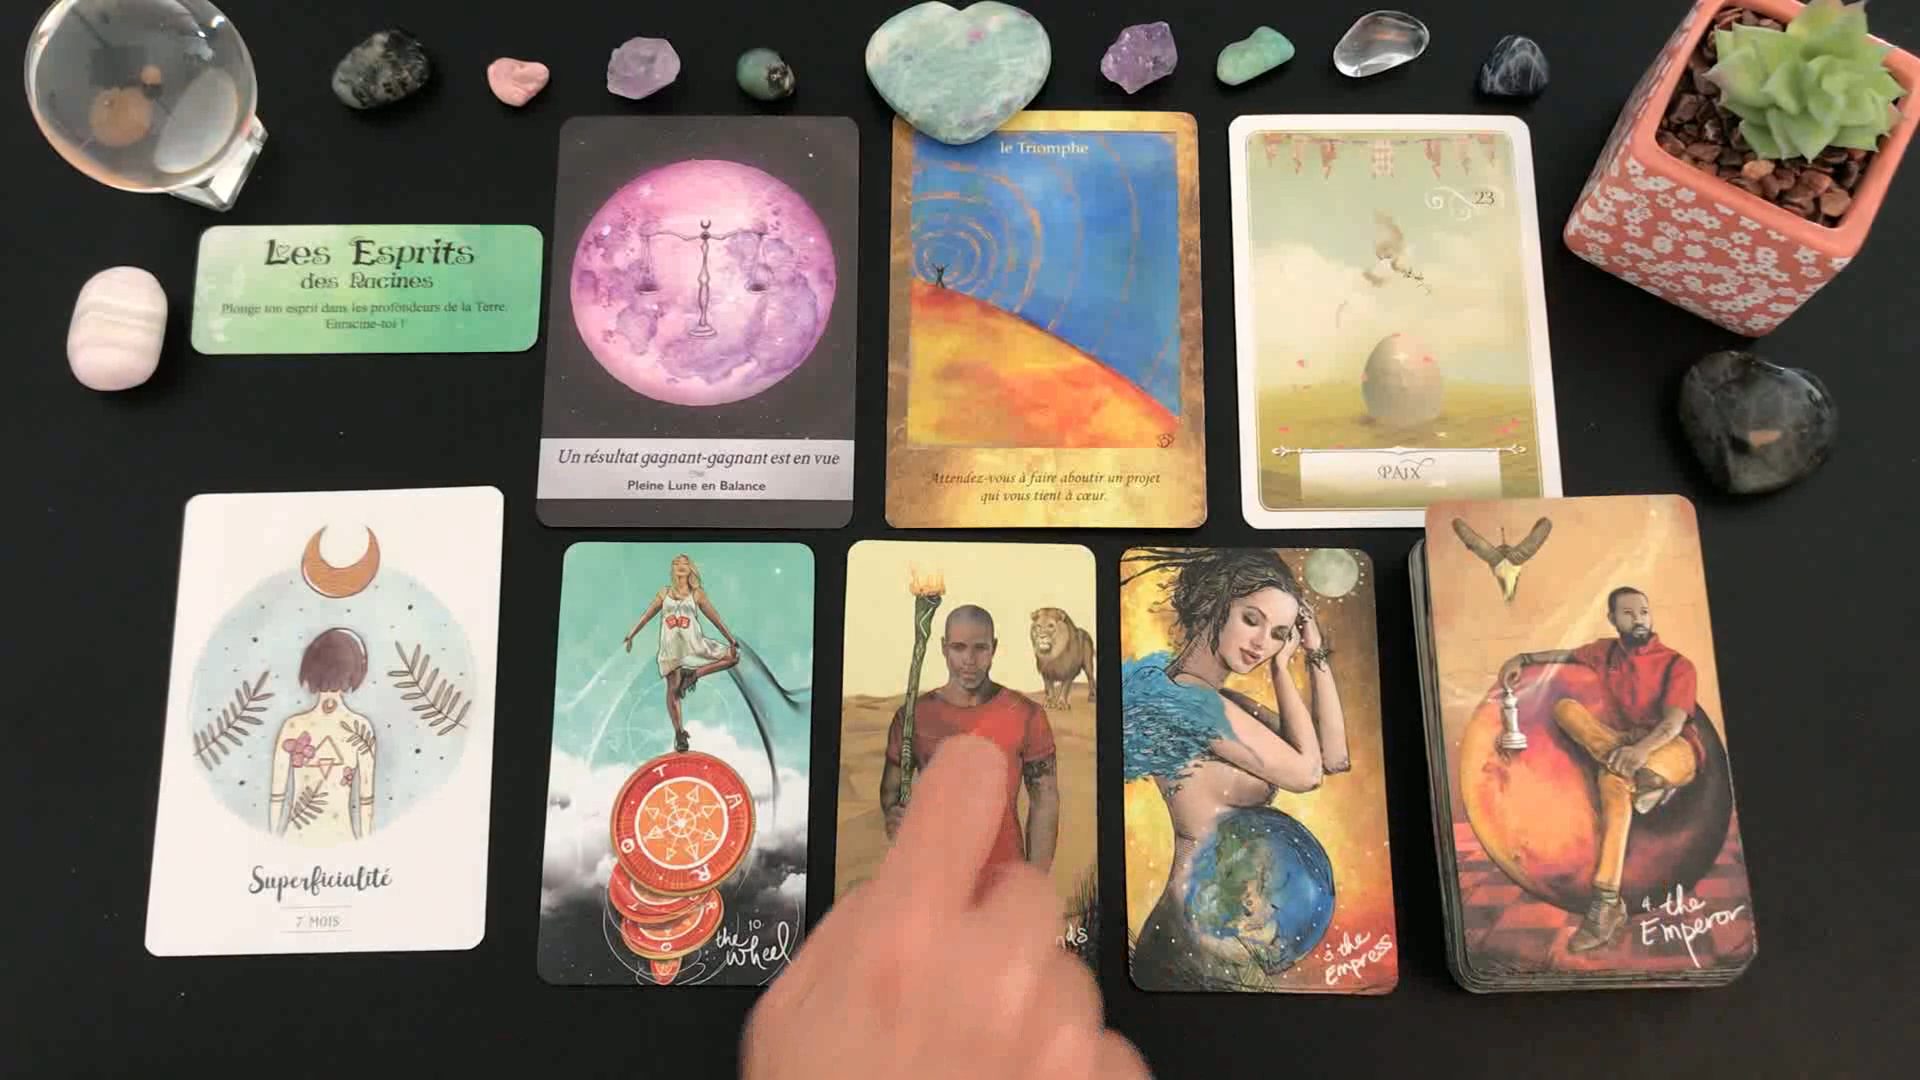 Les Esprits
des Racines
Plonge ton esprit dans les profondeurs de la Terre.
Enracine-toi !
Un résultat gagnant-gagnant est en vue
Pleine Lune en Balance
le Triomphe
Attendez-vous à faire aboutir un projet
qui vous tient à cœur.
23
PAIX
Superficialité
7 MOIS
T A R O
10
the wheel
nds
3. the
Empress
4. the
Emperor